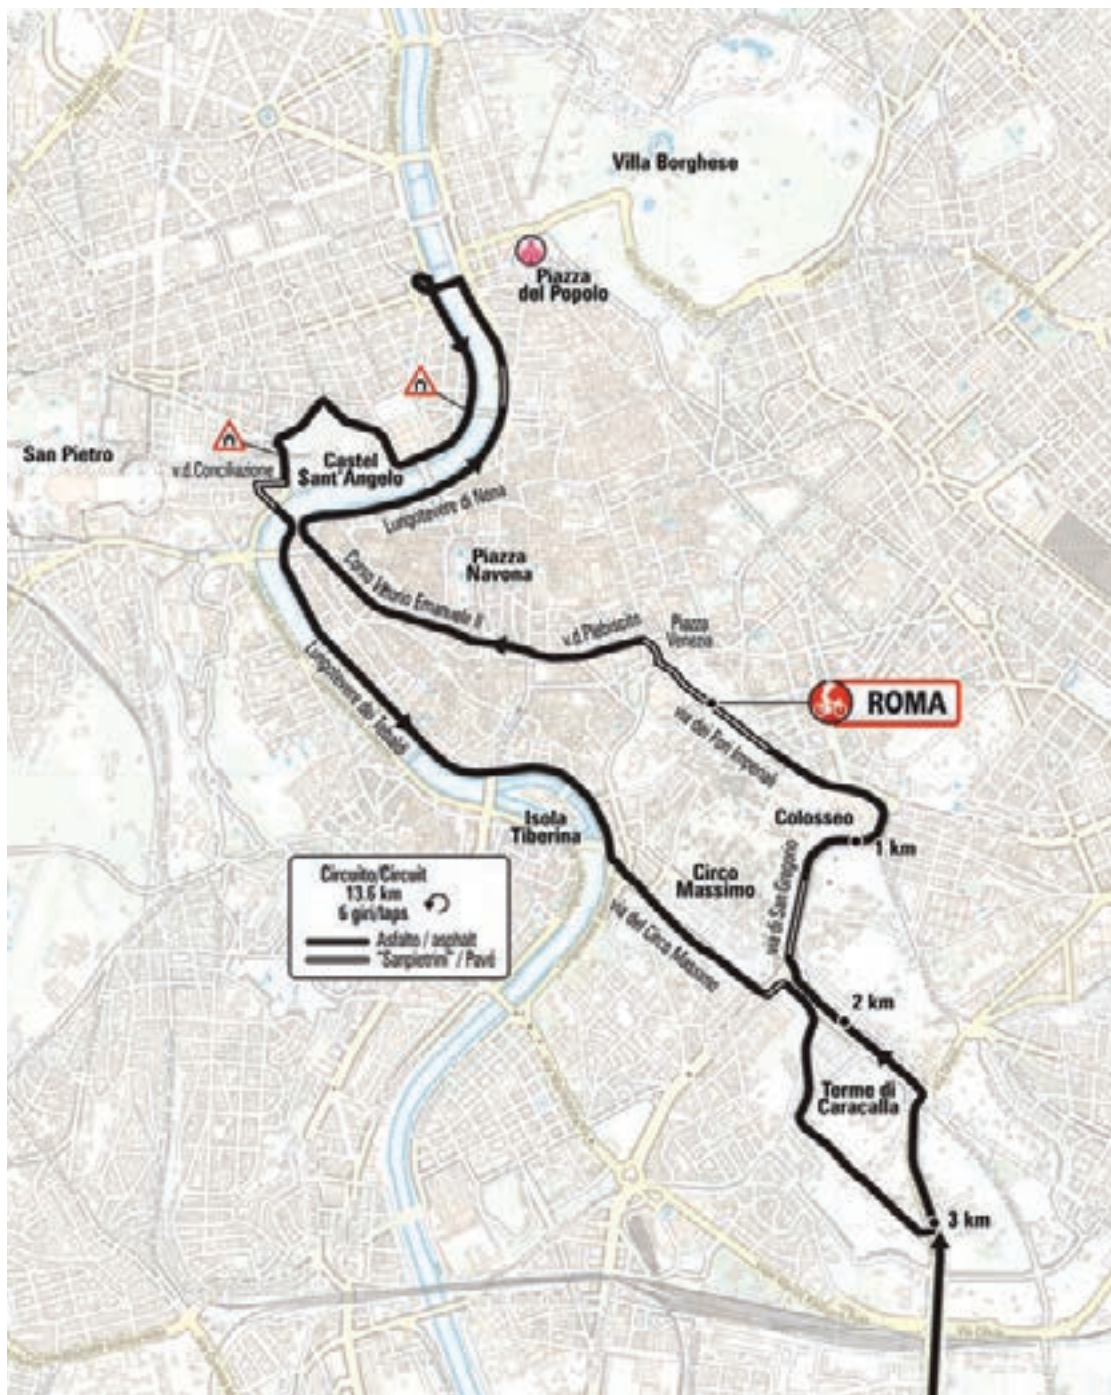 Villa Borghese
Piazza
del Popolo
San Pietro
v.d.Conciliazione
Castel
Sant'Angelo
Lungotevere di Nona
Piazza
Navona
Corso Vittorio Emanuele II
v.d.Plebiscito
Piazza
Venezia
ROMA
via dei Fori Imperiali
Lungotevere dei Tebaldi
Isola
Tiberina
Colosseo
1 km
Circo
Massimo
via di San Gregorio
via del Circo Massimo
Circuito/Circuit
13.6 km
6 giri/laps
Asfalto / asphalt
"Sanpietrini" / Pavé
2 km
Terme di
Caracalla
3 km